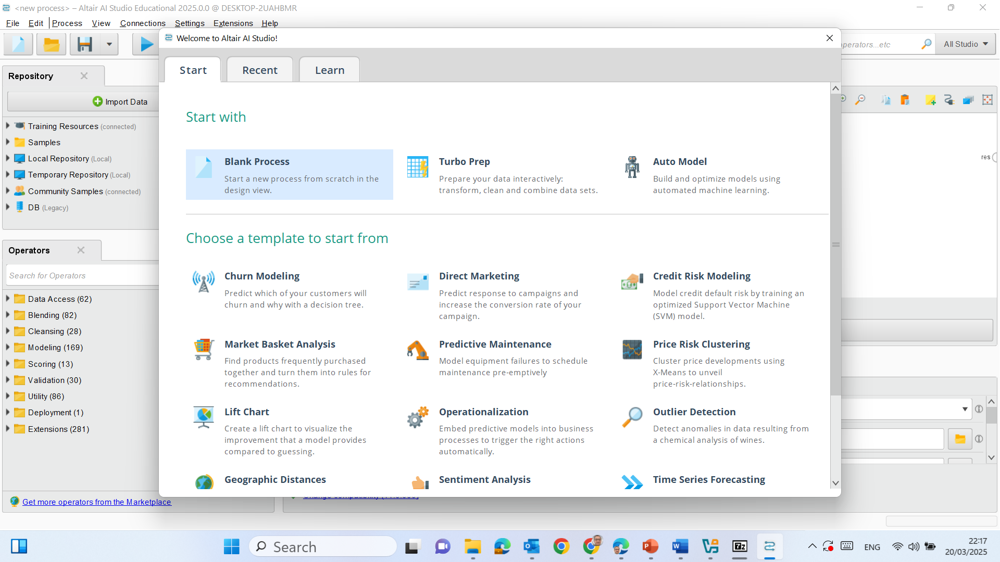 <new process> – Altair AI Studio Educational 2025.0.0 @ DESKTOP-2UAHBMR
File Edit Process View Connections Settings Extensions Help
Welcome to Altair AI Studio!
operators...etc
All Studio
Start Recent Learn
Repository
Import Data
Training Resources (connected)
Samples
Local Repository (Local)
Temporary Repository (Local)
Community Samples (connected)
DB (Legacy)
Operators
Search for Operators
Data Access (62)
Blending (82)
Cleansing (28)
Modeling (169)
Scoring (13)
Validation (30)
Utility (86)
Deployment (1)
Extensions (281)
Get more operators from the Marketplace
Start with
Blank Process
Start a new process from scratch in the
design view.
Turbo Prep
Prepare your data interactively:
transform, clean and combine data sets.
Auto Model
Build and optimize models using
automated machine learning.
Choose a template to start from
Churn Modeling
Predict which of your customers will
churn and why with a decision tree.
Direct Marketing
Predict response to campaigns and
increase the conversion rate of your
campaign.
Credit Risk Modeling
Model credit default risk by training an
optimized Support Vector Machine
(SVM) model.
Market Basket Analysis
Find products frequently purchased
together and turn them into rules for
recommendations.
Predictive Maintenance
Model equipment failures to schedule
maintenance pre-emptively
Price Risk Clustering
Cluster price developments using
X-Means to unveil
price-risk-relationships.
Lift Chart
Create a lift chart to visualize the
improvement that a model provides
compared to guessing.
Operationalization
Embed predictive models into business
processes to trigger the right actions
automatically.
Outlier Detection
Detect anomalies in data resulting from
a chemical analysis of wines.
Geographic Distances
Sentiment Analysis
Time Series Forecasting
res
Search
ENG
22:17
20/03/2025